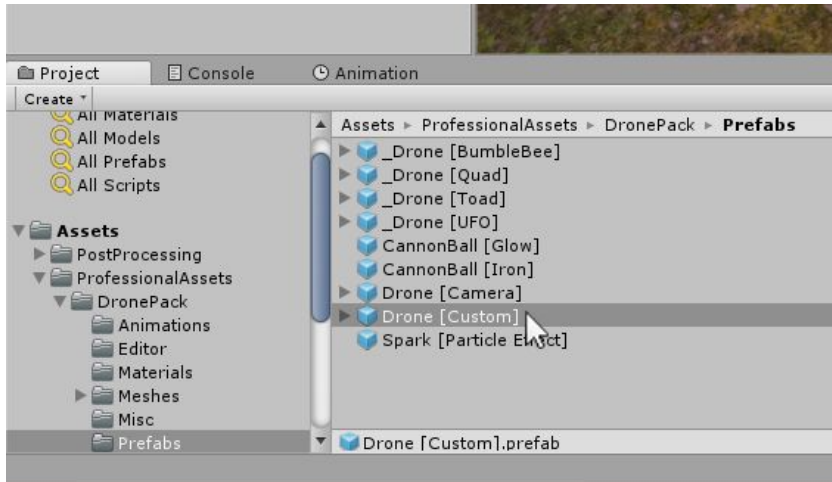 Project Console Animation
Create
All Materials
All Models
All Prefabs
All Scripts
Assets
PostProcessing
ProfessionalAssets
DronePack
Animations
Editor
Materials
Meshes
Misc
Prefabs
Assets ▸ ProfessionalAssets ▸ DronePack ▸ Prefabs
_Drone [BumbleBee]
_Drone [Quad]
_Drone [Toad]
_Drone [UFO]
CannonBall [Glow]
CannonBall [Iron]
Drone [Camera]
Drone [Custom]
Spark [Particle Effect]
Drone [Custom].prefab